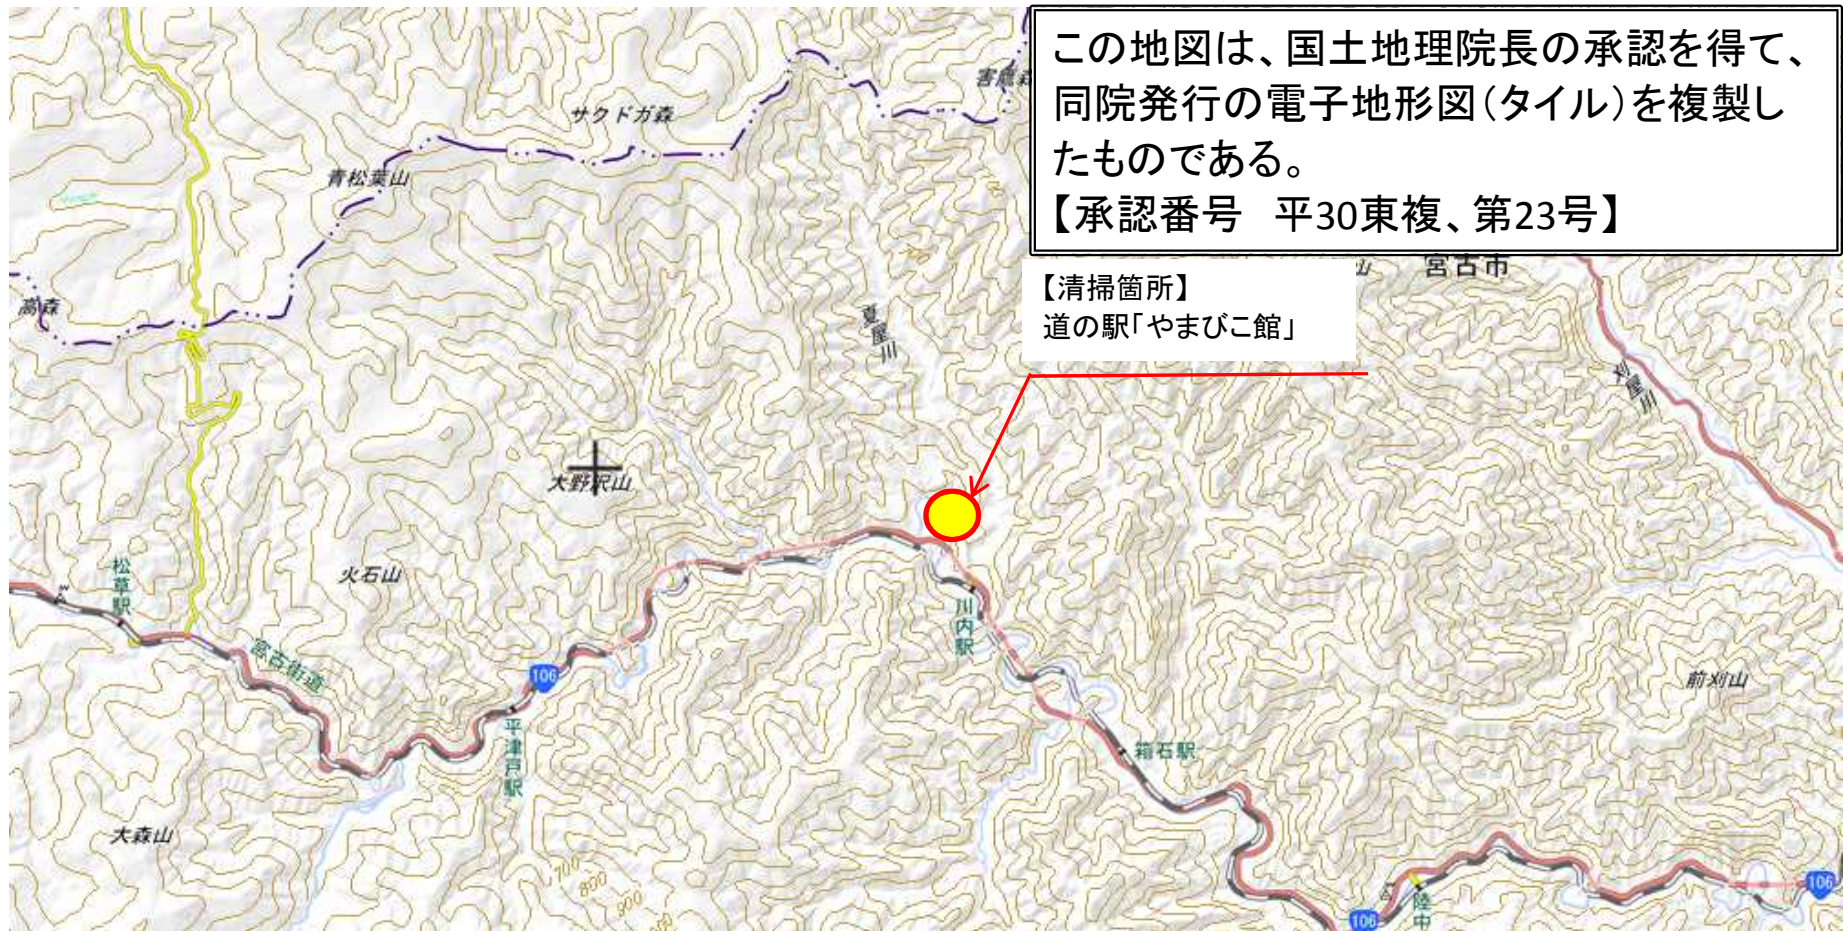 この地図は、国土地理院長の承認を得て、
同院発行の電子地形図(タイル)を複製し
たものである。
【承認番号　平30東複、第23号】
【清掃箇所】
道の駅「やまびこ館」
宮古市
山
サクドガ森
青松葉山
高森
夏屋川
刈屋川
大野沢山
松草駅
火石山
宮古街道
106
平津戸駅
川内駅
箱石駅
前刈山
大森山
700
800
900
106
陸中
106